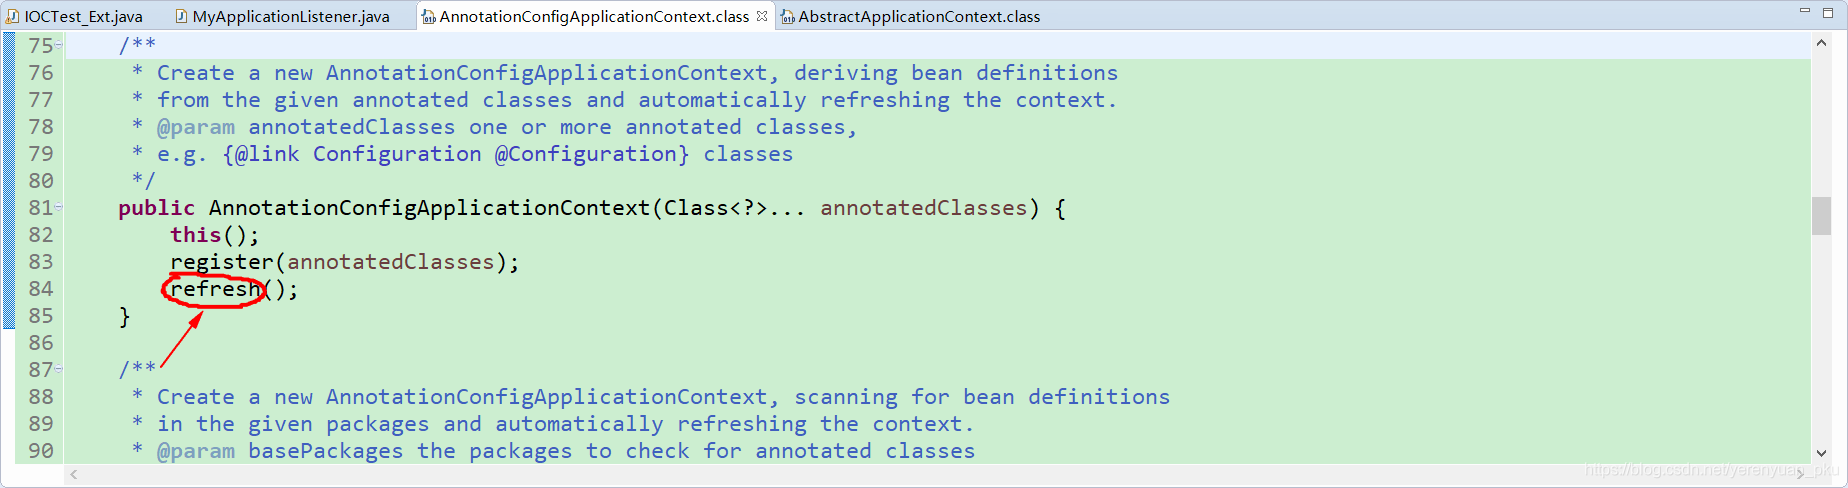 IOCTest_Ext.java MyApplicationListener.java AnnotationConfigApplicationContext.class AbstractApplicationContext.class
75 /**
76 * Create a new AnnotationConfigApplicationContext, deriving bean definitions
77 * from the given annotated classes and automatically refreshing the context.
78 * @param annotatedClasses one or more annotated classes,
79 * e.g. {@link Configuration @Configuration} classes
80 */
81 public AnnotationConfigApplicationContext(Class<?>... annotatedClasses) {
82 this();
83 register(annotatedClasses);
84 refresh();
85 }
86
87 /**
88 * Create a new AnnotationConfigApplicationContext, scanning for bean definitions
89 * in the given packages and automatically refreshing the context.
90 * @param basePackages the packages to check for annotated classes
https://blog.csdn.net/yerenyuan_pku